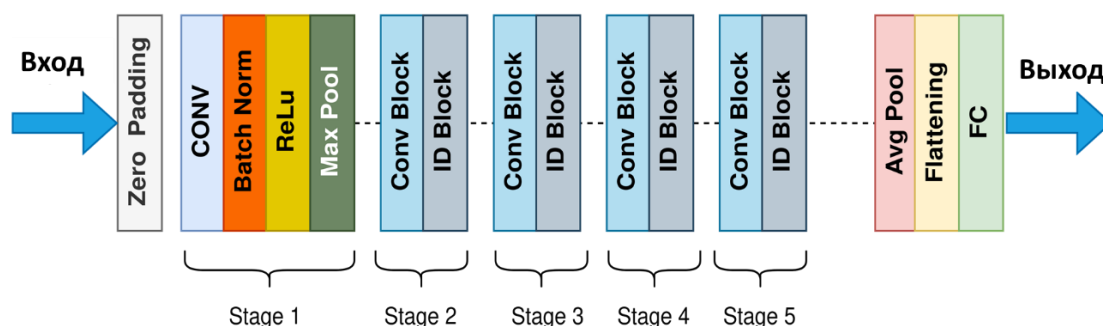 Вход
Zero Padding
CONV
Batch Norm
ReLu
Max Pool
Conv Block
ID Block
Conv Block
ID Block
Conv Block
ID Block
Conv Block
ID Block
Avg Pool
Flattening
FC
Выход
Stage 1
Stage 2
Stage 3
Stage 4
Stage 5